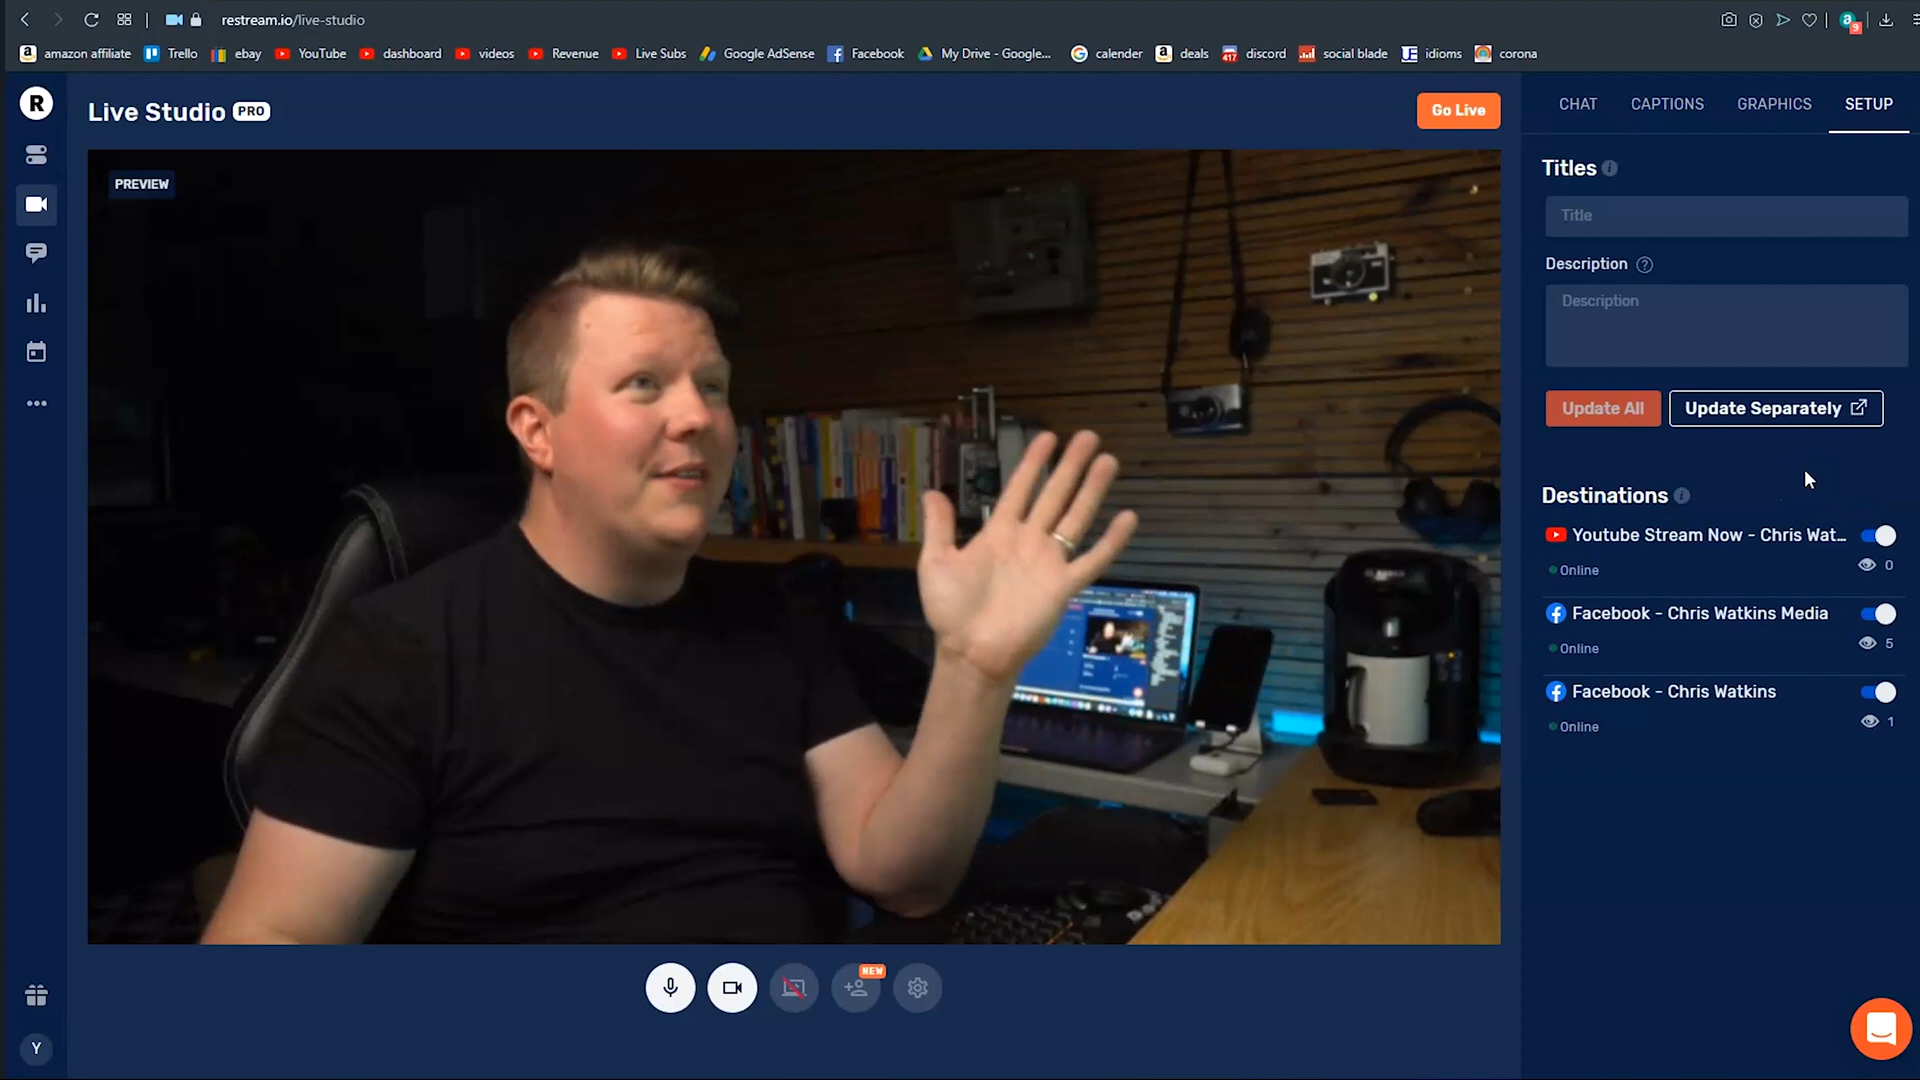 restream.io/live-studio
a 9
amazon affiliate Trello ebay YouTube dashboard videos Revenue Live Subs Google AdSense Facebook My Drive - Google... calender deals 417 discord social blade idioms corona
R
Live Studio PRO
Go Live
CHAT CAPTIONS GRAPHICS SETUP
PREVIEW
Titles
Title
Description
Description
Update All Update Separately
Destinations
Youtube Stream Now - Chris Wat...
Online 0
Facebook - Chris Watkins Media
Online 5
Facebook - Chris Watkins
Online 1
NEW
Y